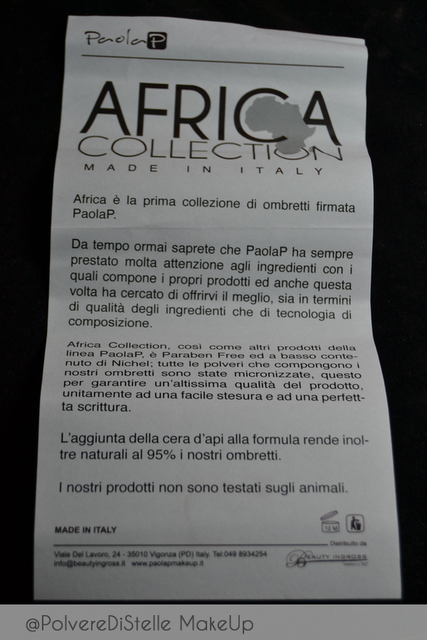 PaolaP
AFRICA
COLLECTION
MADE IN ITALY
Africa è la prima collezione di ombretti firmata
PaolaP.
Da tempo ormai saprete che PaolaP ha sempre
prestato molta attenzione agli ingredienti con i
quali compone i propri prodotti ed anche questa
volta ha cercato di offrirvi il meglio, sia in termini
di qualità degli ingredienti che di tecnologia di
composizione.
Africa Collection, così come altri prodotti della
linea PaolaP, è Paraben Free ed a basso conte-
nuto di Nichel; tutte le polveri che compongono i
nostri ombretti sono state micronizzate, questo
per garantire un'altissima qualità del prodotto,
unitamente ad una facile stesura e ad una perfett-
ta scrittura.
L'aggiunta della cera d'api alla formula rende inol-
tre naturali al 95% i nostri ombretti.
I nostri prodotti non sono testati sugli animali.
MADE IN ITALY
12 M
Distribuito da
Viale Del Lavoro, 24 - 35010 Vigonza (PD) Italy. Tel.049 8934254
info@beautyingross.it www.paolapmakeup.it
BEAUTY INGROSS
@PolvereDiStelle MakeUp